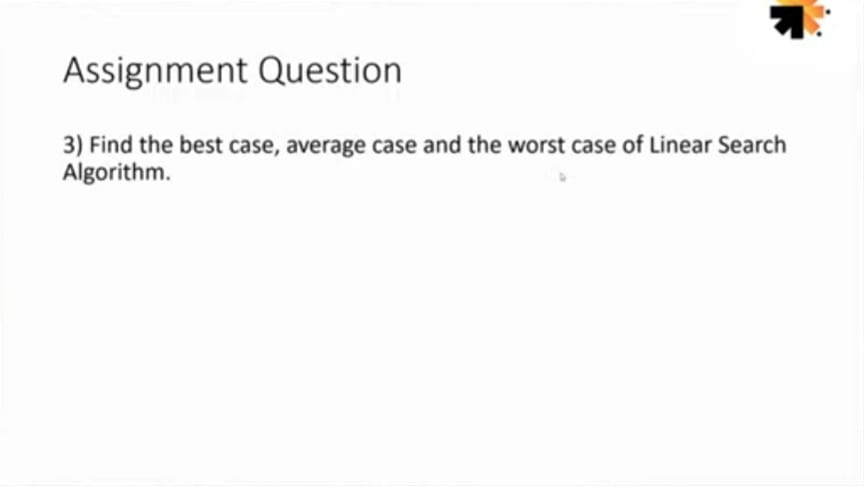 Assignment Question
3) Find the best case, average case and the worst case of Linear Search
Algorithm.